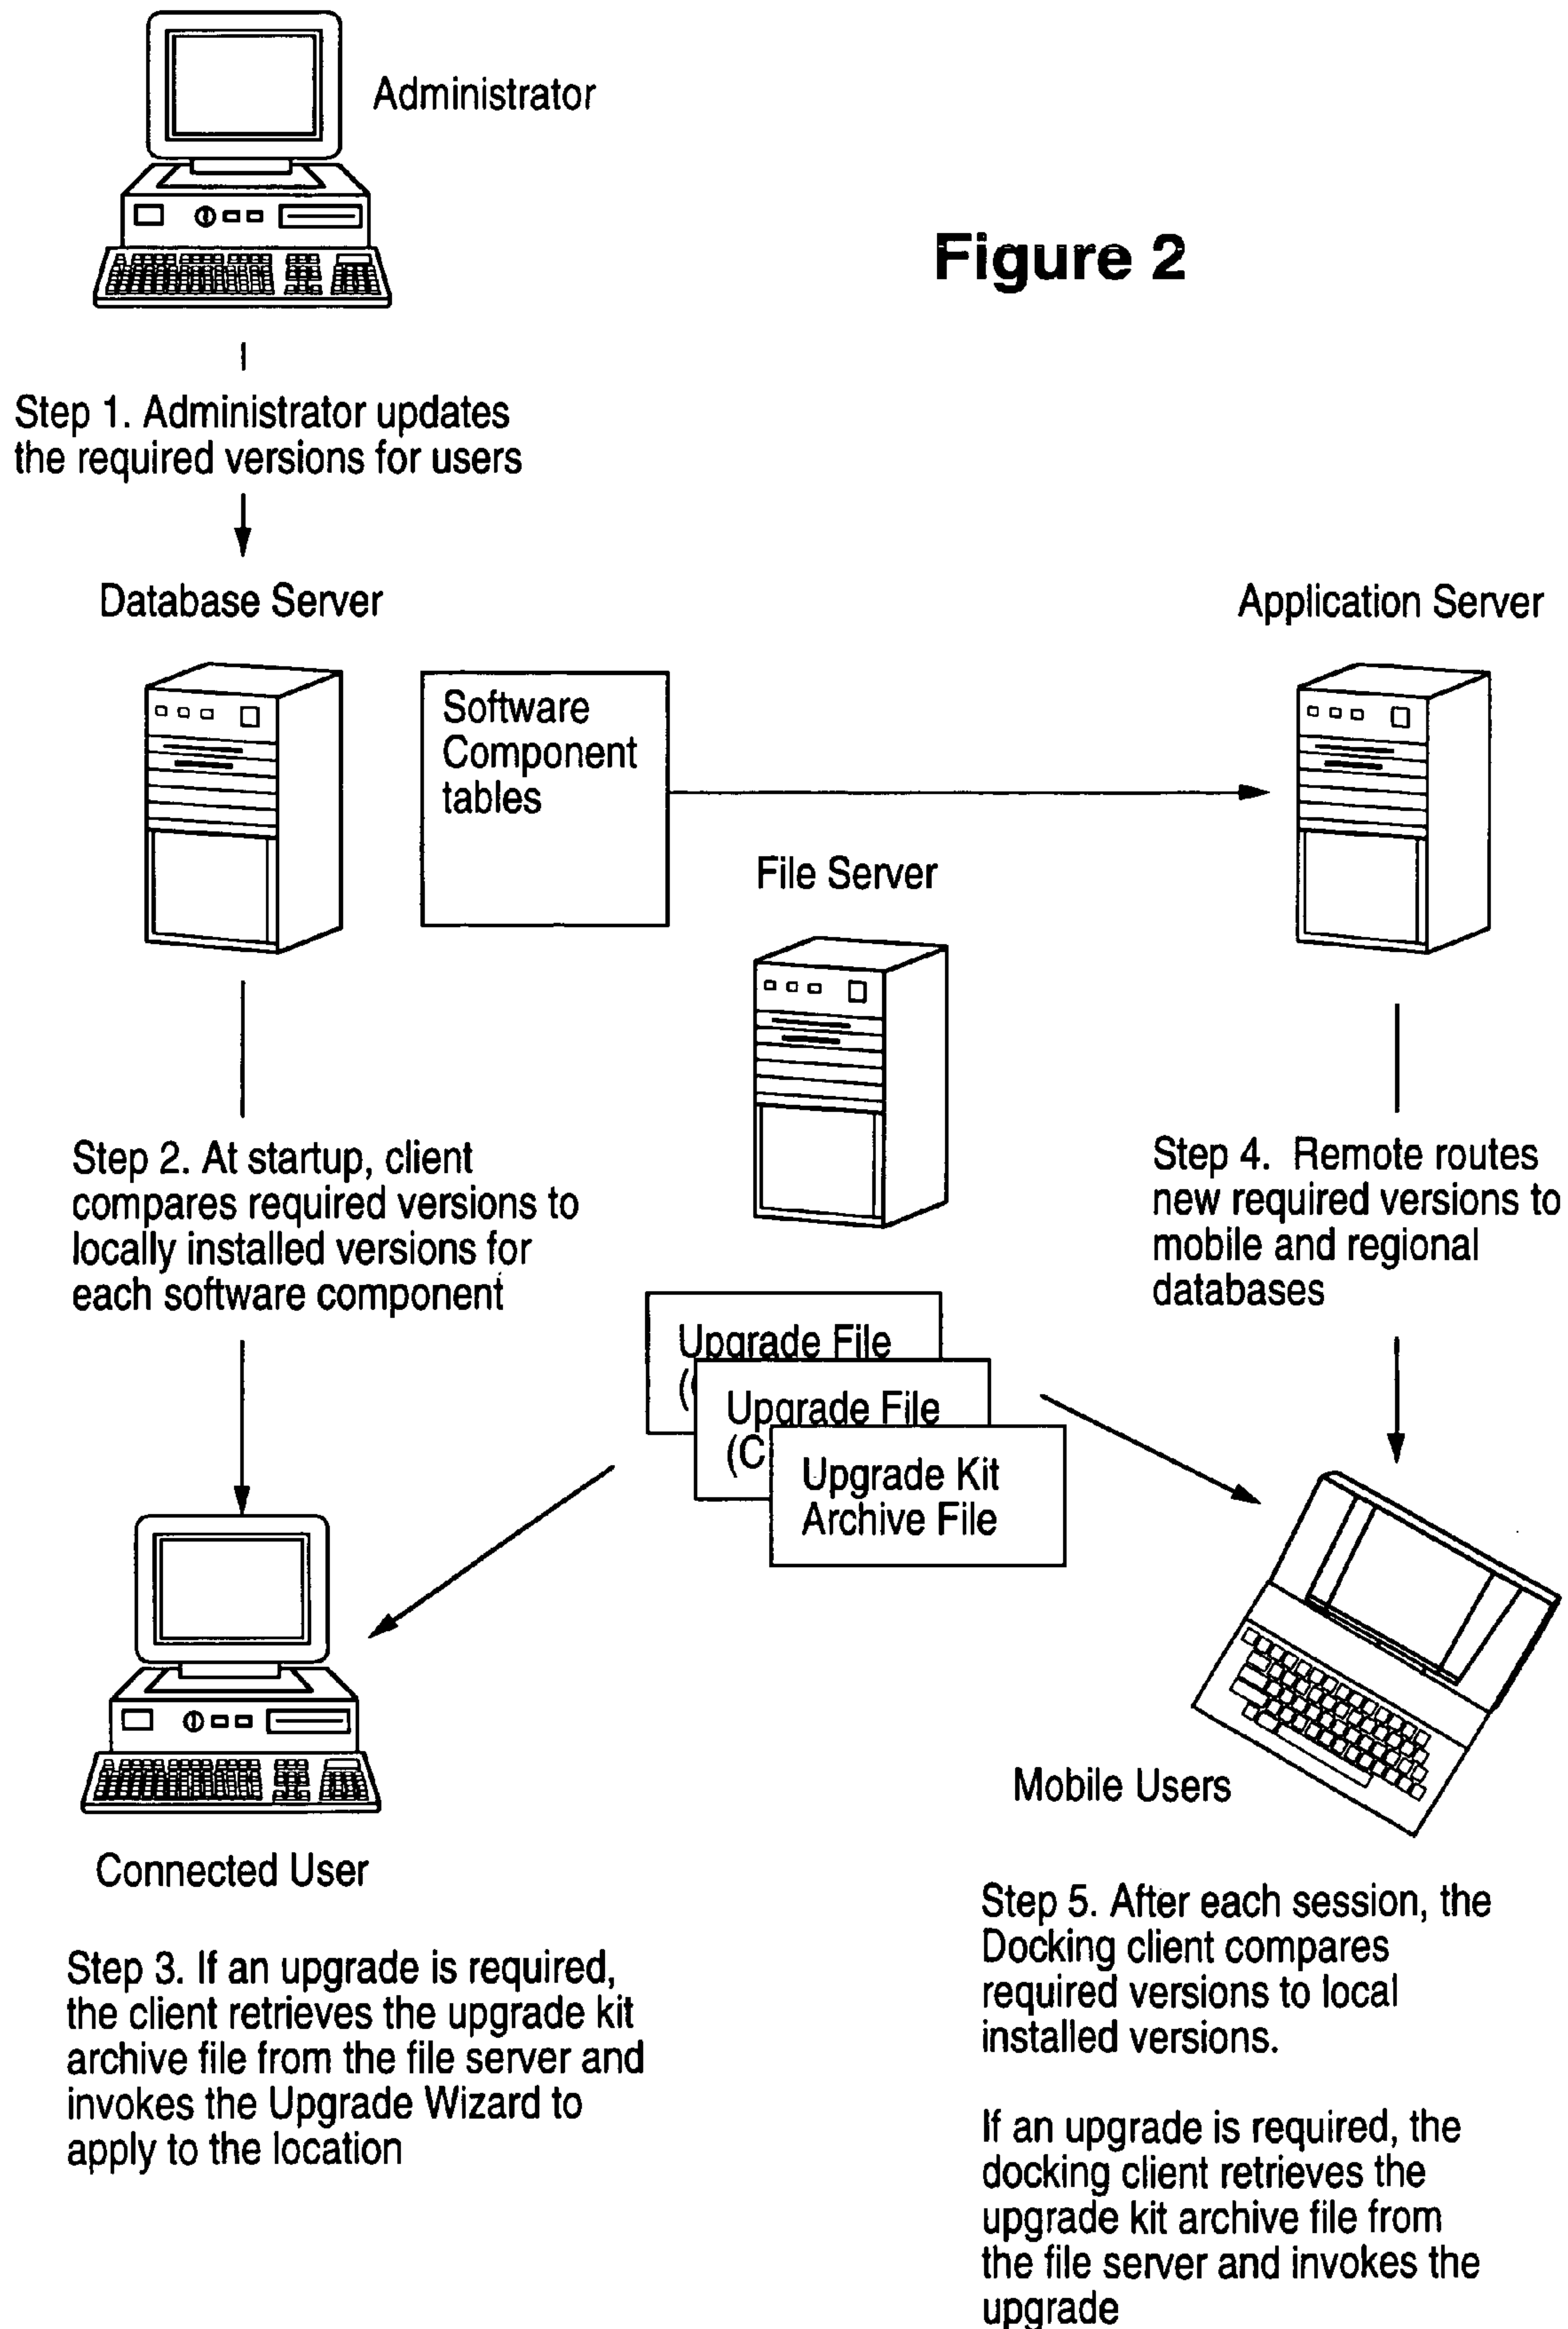 Administrator
Figure 2
Step 1. Administrator updates
the required versions for users
Database Server
Application Server
Software
Component
tables
File Server
Step 2. At startup, client
compares required versions to
locally installed versions for
each software component
Step 4. Remote routes
new required versions to
mobile and regional
databases
Upgrade File
(
Upgrade File
(C
Upgrade Kit
Archive File
Mobile Users
Connected User
Step 3. If an upgrade is required,
the client retrieves the upgrade kit
archive file from the file server and
invokes the Upgrade Wizard to
apply to the location
Step 5. After each session, the
Docking client compares
required versions to local
installed versions.
If an upgrade is required, the
docking client retrieves the
upgrade kit archive file from
the file server and invokes the
upgrade